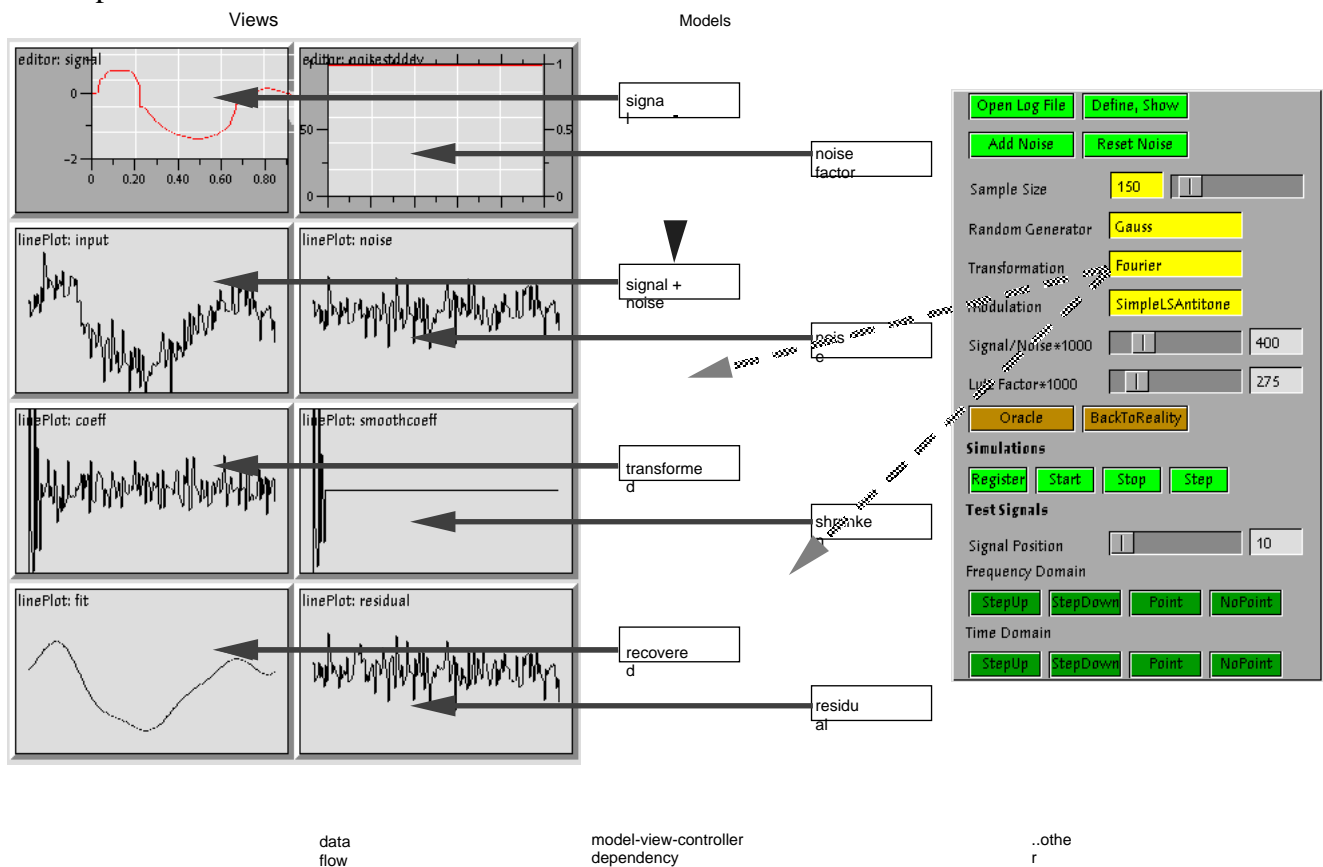 Views
Models
editor: signal
0
-2
0
0.20
0.40
0.60
0.80
editor: noisestddev
1
50
0
1
0.5
0
signa
l
noise
factor
linePlot: input
linePlot: noise
signal +
noise
nois
e
linePlot: coeff
linePlot: smoothcoeff
transforme
d
shrunke
n
linePlot: fit
linePlot: residual
recovere
d
residu
al
Open Log File
Define, Show
Add Noise
Reset Noise
Sample Size
150
Random Generator
Gauss
Transformation
Fourier
Modulation
SimpleLSAntitone
Signal/Noise*1000
400
Factor*1000
275
Oracle
BackToReality
Simulations
Register
Start
Stop
Step
Test Signals
Signal Position
10
Frequency Domain
StepUp
StepDown
Point
NoPoint
Time Domain
StepUp
StepDown
Point
NoPoint
data
flow
model-view-controller
dependency
..othe
r